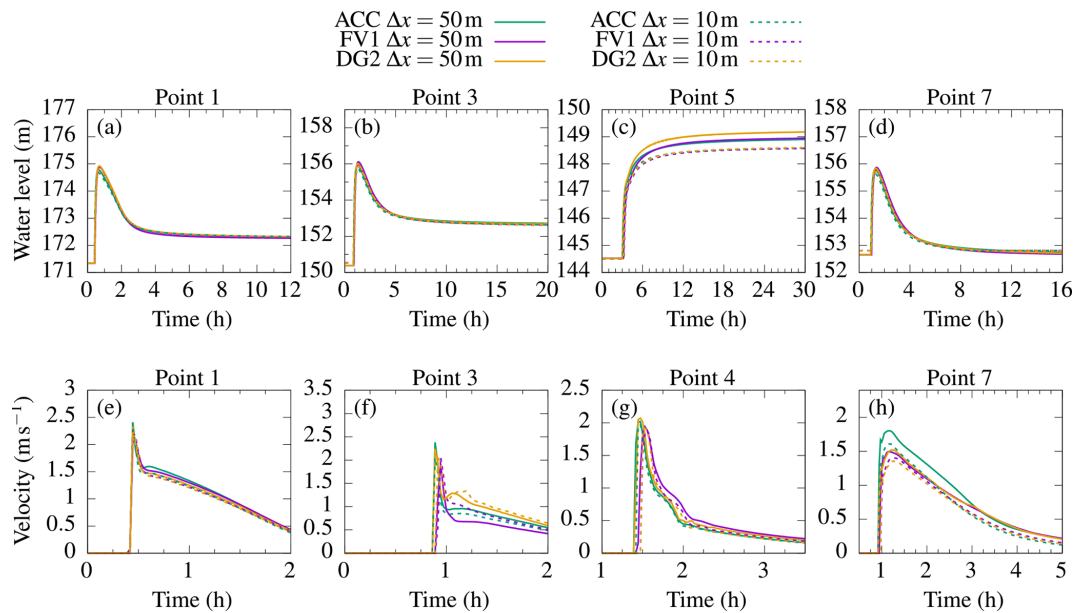 ACC Δx = 50 m ACC Δx = 10 m
FV1 Δx = 50 m FV1 Δx = 10 m
DG2 Δx = 50 m DG2 Δx = 10 m
Point 1 Point 3 Point 5 Point 7
Water level (m)
(a)
177
176
175
174
173
172
171
0 2 4 6 8 10 12
Time (h)
(b)
158
156
154
152
150
0 5 10 15 20
Time (h)
(c)
150
149
148
147
146
145
144
0 6 12 18 24 30
Time (h)
(d)
159
158
157
156
155
154
153
152
0 4 8 12 16
Time (h)
Point 1 Point 3 Point 4 Point 7
Velocity (m s⁻¹)
(e)
3
2.5
2
1.5
1
0.5
0
0 1 2
Time (h)
(f)
3.5
3
2.5
2
1.5
1
0.5
0
0 1 2
Time (h)
(g)
2.5
2
1.5
1
0.5
0
1 2 3
Time (h)
(h)
2
1.5
1
0.5
0
1 2 3 4 5
Time (h)